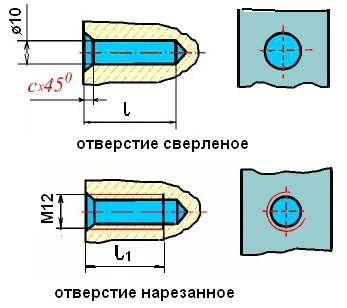 ø10
cx45⁰
l
отверстие сверленое
M12
l₁
отверстие нарезанное